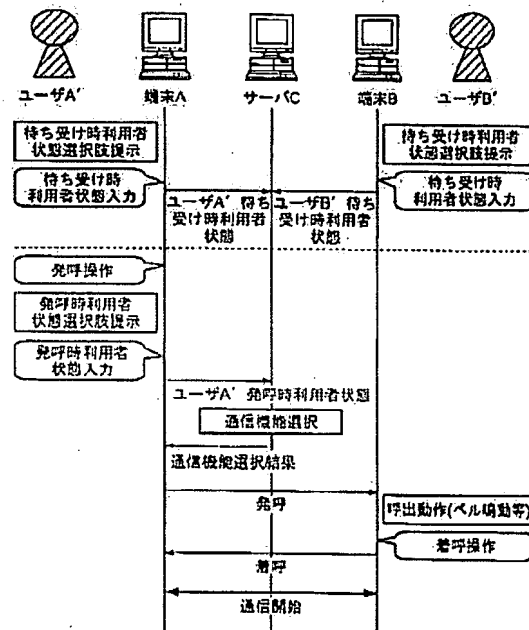 ユーザA′
端末A
サーバC
端末B
ユーザB′
待ち受け時利用者
状態選択肢提示
待ち受け時利用者
状態選択肢提示
待ち受け時
利用者状態入力
待ち受け時
利用者状態入力
ユーザA′ 待ち
受け時利用者
状態
ユーザB′ 待ち
受け時利用者
状態
発呼操作
発呼時利用者
状態選択肢提示
発呼時利用者
状態入力
ユーザA′ 発呼時利用者状態
通信機能選択
通信機能選択結果
発呼
呼出動作(ベル鳴動等)
着呼操作
着呼
通信開始